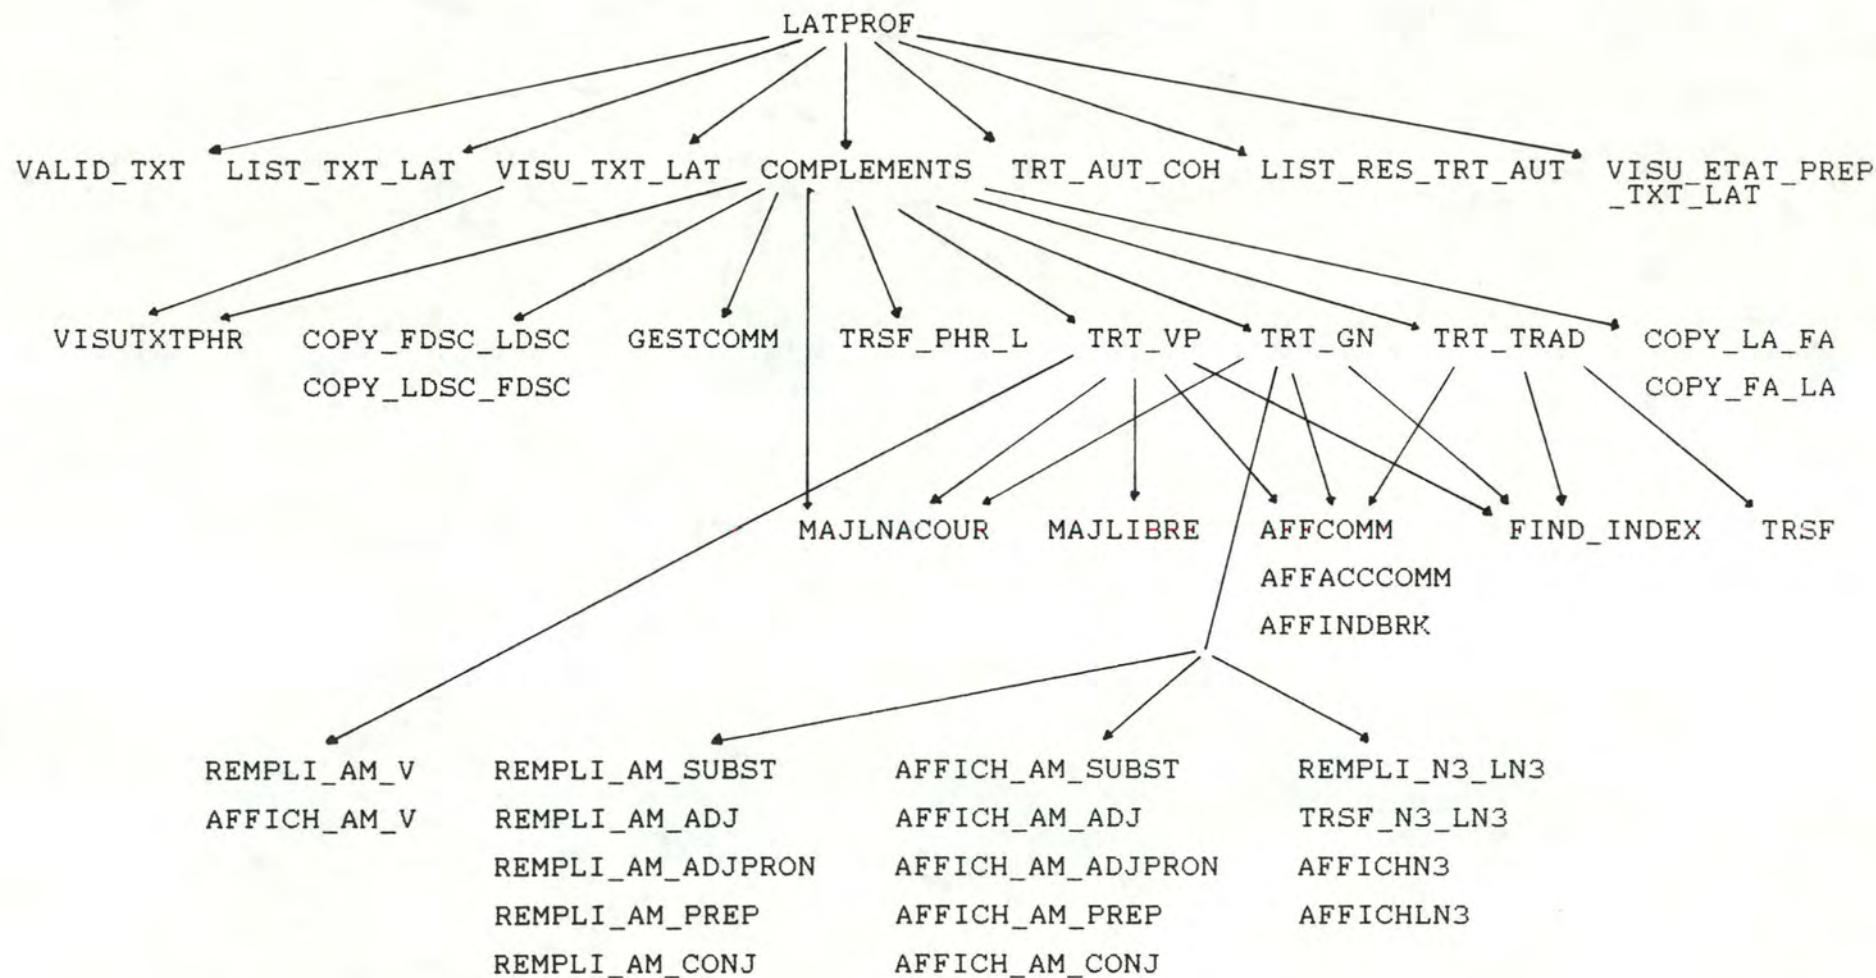 LATPROF
VALID_TXT LIST_TXT_LAT VISU_TXT_LAT COMPLEMENTS TRT_AUT_COH LIST_RES_TRT_AUT VISU_ETAT_PREP
_TXT_LAT
VISUTXTPHR COPY_FDSC_LDSC GESTCOMM TRSF_PHR_L TRT_VP TRT_GN TRT_TRAD COPY_LA_FA
COPY_LDSC_FDSC COPY_FA_LA
MAJLNACOUR MAJLIBRE AFFCOMM FIND_INDEX TRSF
AFFACCCOMM
AFFINDBRK
REMPLI_AM_V REMPLI_AM_SUBST AFFICH_AM_SUBST REMPLI_N3_LN3
AFFICH_AM_V REMPLI_AM_ADJ AFFICH_AM_ADJ TRSF_N3_LN3
REMPLI_AM_ADJPRON AFFICH_AM_ADJPRON AFFICHN3
REMPLI_AM_PREP AFFICH_AM_PREP AFFICHLN3
REMPLI_AM_CONJ AFFICH_AM_CONJ